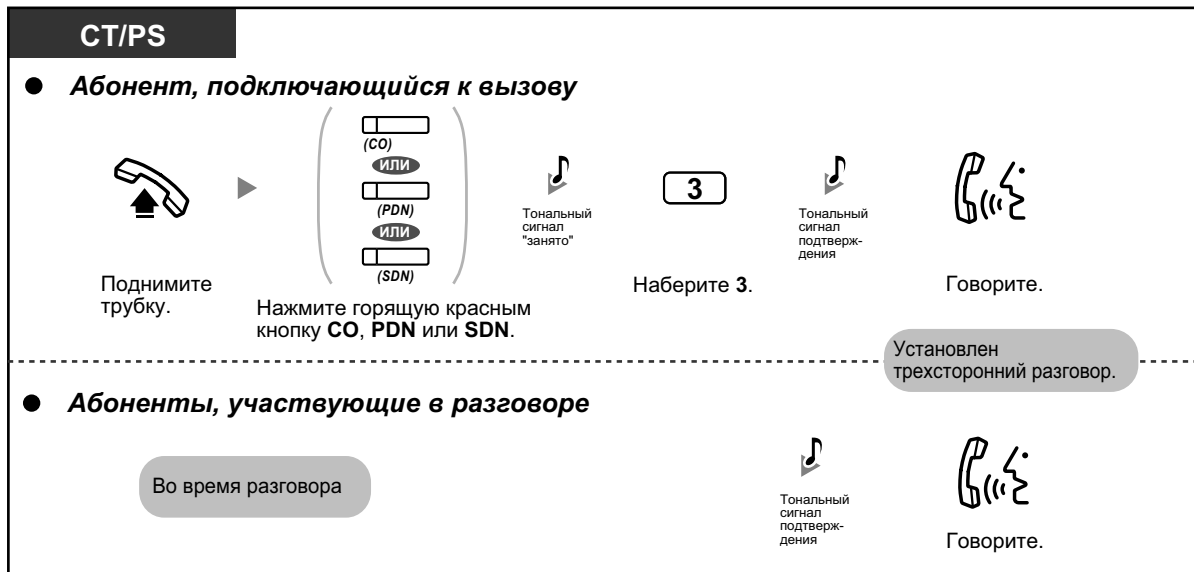 CT/PS
Абонент, подключающийся к вызову
(CO)
ИЛИ
(PDN)
ИЛИ
(SDN)
Тональный
сигнал
"занято"
3
Тональный
сигнал
подтверж-
дения
Поднимите
трубку.
Нажмите горящую красным
кнопку CO, PDN или SDN.
Наберите 3.
Говорите.
Установлен
трехсторонний разговор.
Абоненты, участвующие в разговоре
Во время разговора
Тональный
сигнал
подтверж-
дения
Говорите.